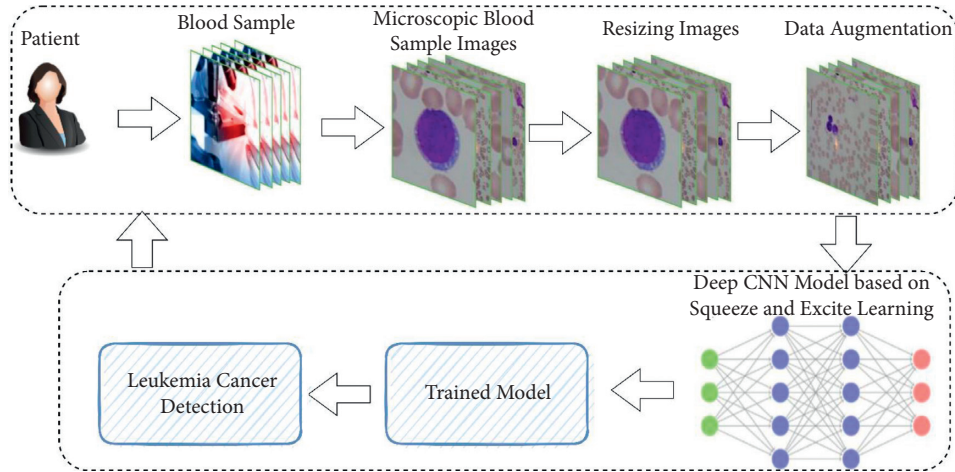 Patient
Blood Sample
Microscopic Blood
Sample Images
Resizing Images
Data Augmentation
Deep CNN Model based on
Squeeze and Excite Learning
Trained Model
Leukemia Cancer
Detection